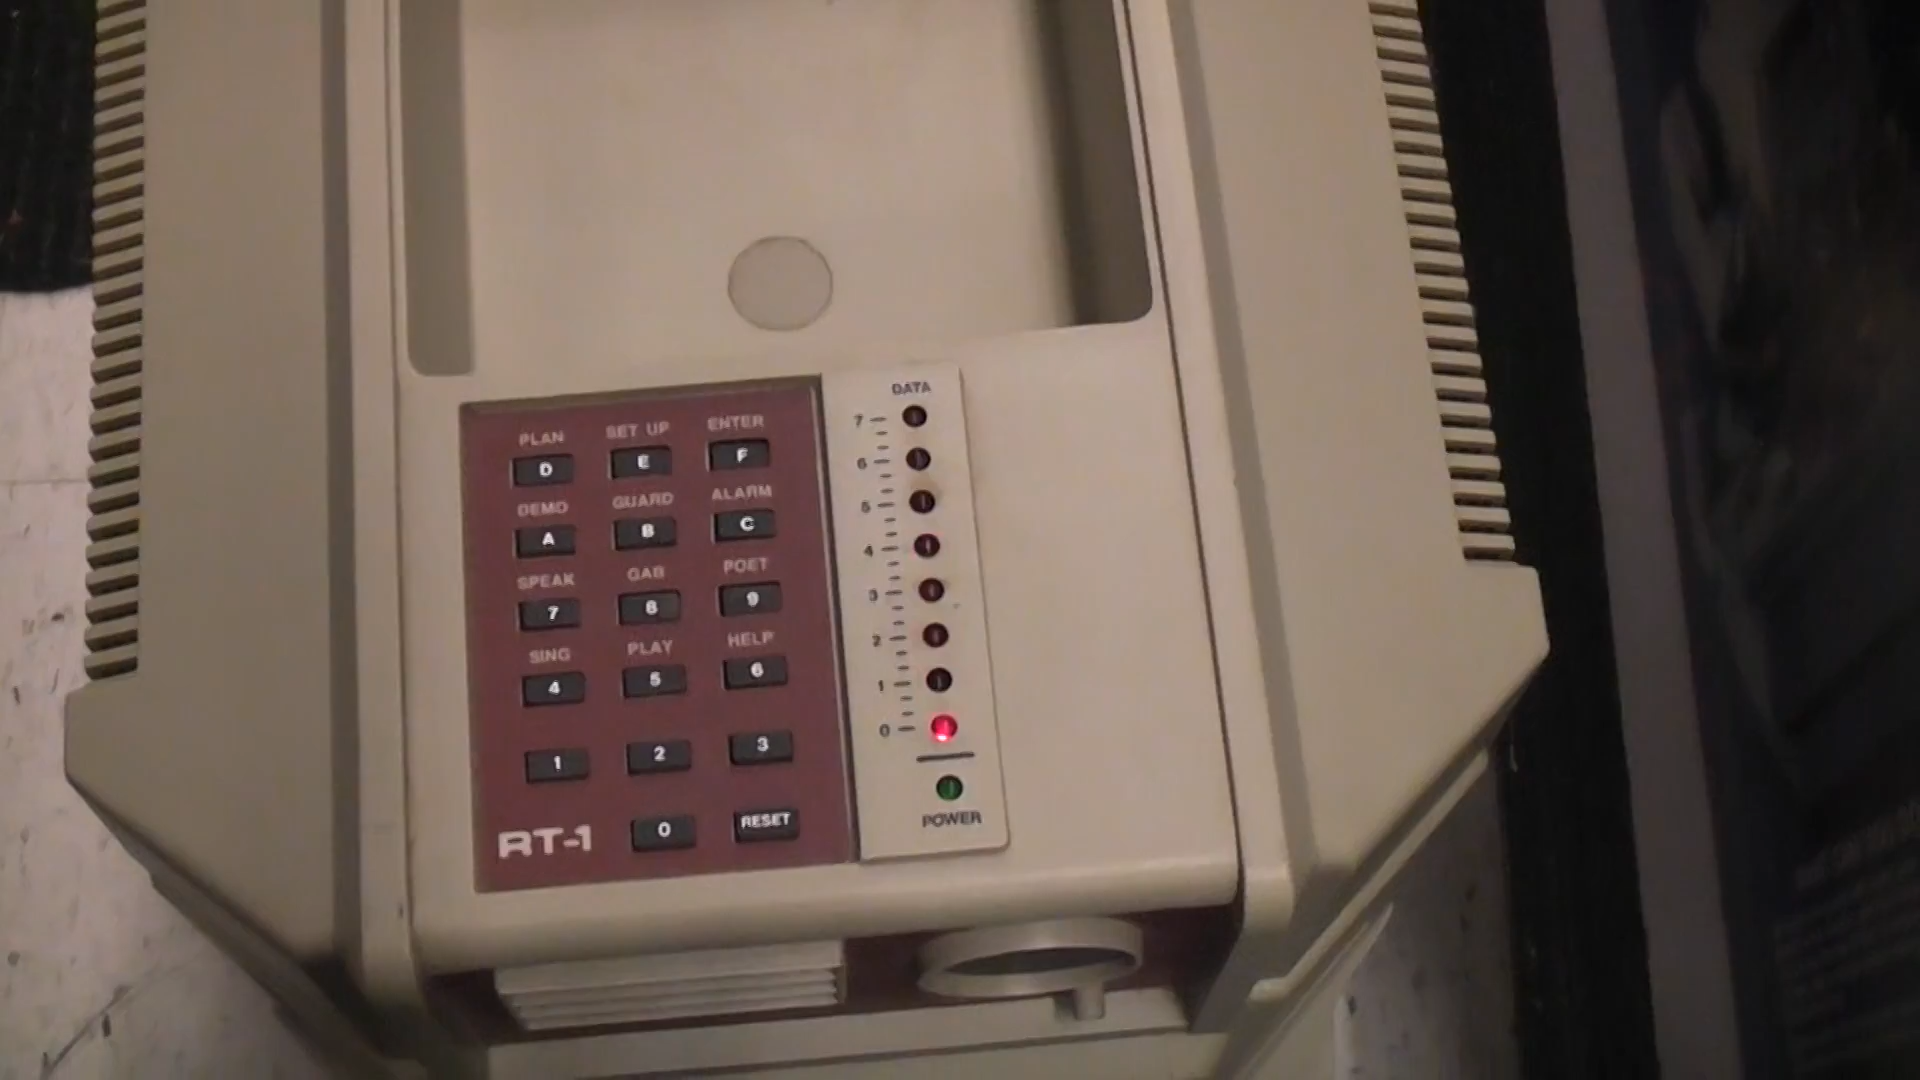 PLAN SET UP ENTER
D E F
DEMO GUARD ALARM
A B C
SPEAK GAB POET
7 8 9
SING PLAY HELP
4 5 6
1 2 3
RT-1 0 RESET
DATA
7
6
5
4
3
2
1
0
POWER